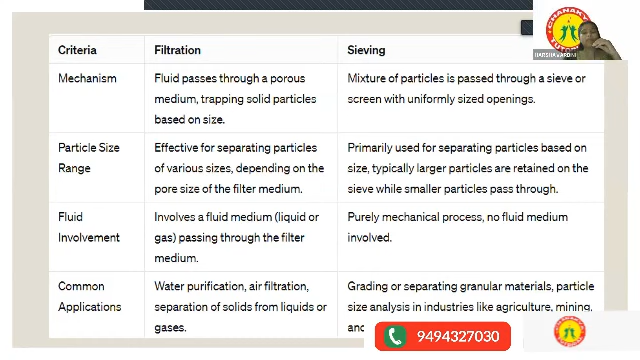 CHANAKYA
TUTOR
HARSHAVARDINI
Criteria Filtration Sieving
Mechanism Fluid passes through a porous Mixture of particles is passed through a sieve or
medium, trapping solid particles screen with uniformly sized openings.
based on size.
Particle Size Effective for separating particles Primarily used for separating particles based on
Range of various sizes, depending on the size, typically larger particles are retained on the
pore size of the filter medium. sieve while smaller particles pass through.
Fluid Involves a fluid medium (liquid or Purely mechanical process, no fluid medium
Involvement gas) passing through the filter involved.
medium.
Common Water purification, air filtration, Grading or separating granular materials, particle
Applications separation of solids from liquids or size analysis in industries like agriculture, mining,
gases. and
9494327030